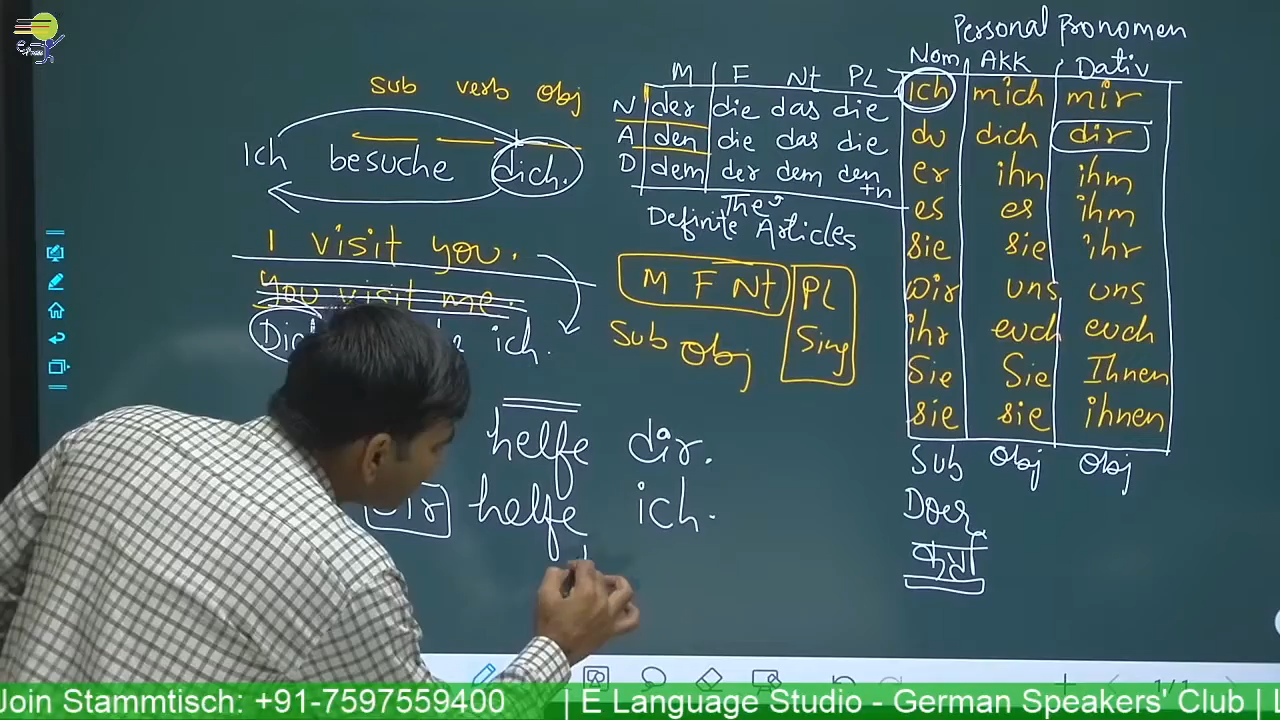 Personal Pronomen
Nom Akk Dativ
ich mich mir
du dich dir
er ihn ihm
es es ihm
sie sie ihr
wir uns uns
ihr euch euch
Sie Sie Ihnen
sie sie ihnen
Sub Obj Obj
Doer
कर्ता
M F Nt PL
N der die das die
A den die das die
D dem der dem den
+n
The
Definite Articles
M F Nt PL
Sub Obj Sing
Sub verb obj
Ich besuche dich.
I visit you.
you visit me.
ich.
helfe dir.
helfe ich.
1/1
Join Stammtisch: +91-7597559400 | E Language Studio - German Speakers' Club |